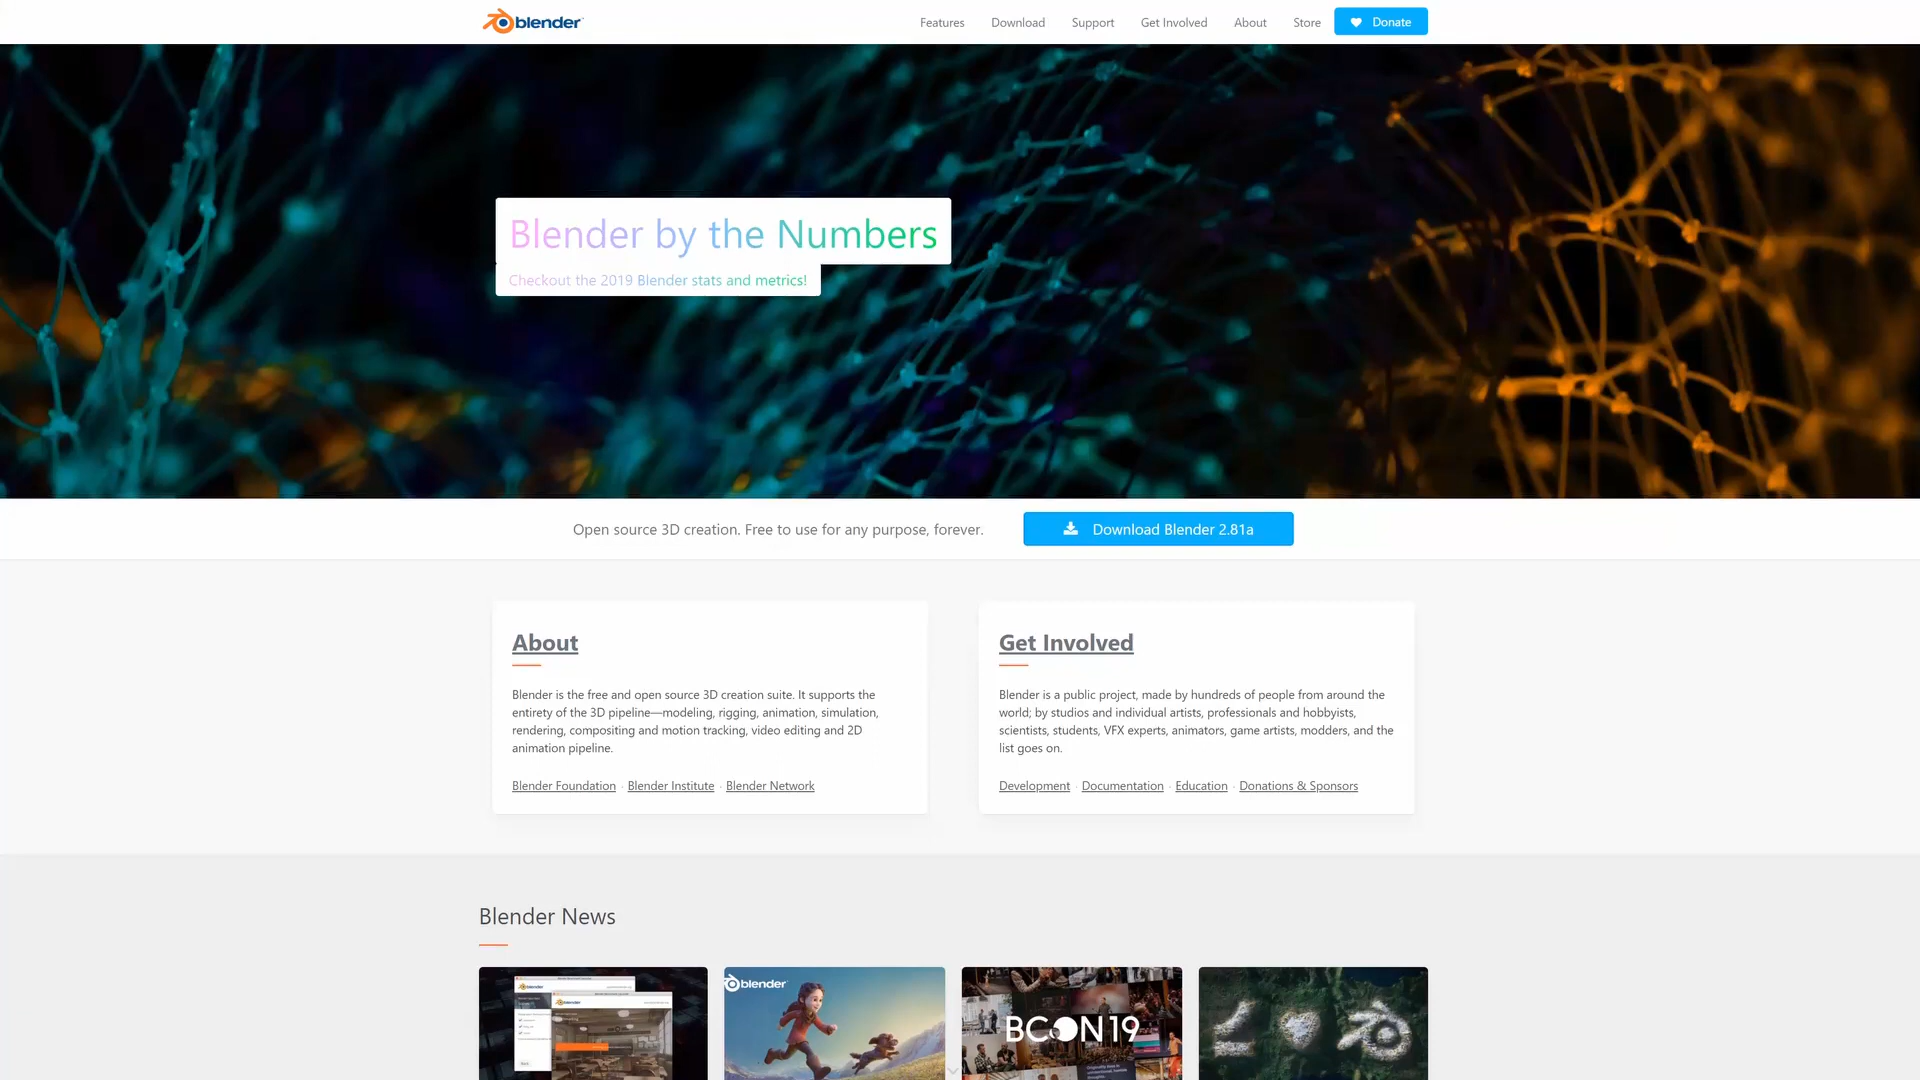 blender
Features
Download
Support
Get Involved
About
Store
Donate
Blender by the Numbers
Checkout the 2019 Blender stats and metrics!
Open source 3D creation. Free to use for any purpose, forever.
Download Blender 2.81a
About
Blender is the free and open source 3D creation suite. It supports the
entirety of the 3D pipeline—modeling, rigging, animation, simulation,
rendering, compositing and motion tracking, video editing and 2D
animation pipeline.
Blender Foundation · Blender Institute · Blender Network
Get Involved
Blender is a public project, made by hundreds of people from around the
world; by studios and individual artists, professionals and hobbyists,
scientists, students, VFX experts, animators, game artists, modders, and the
list goes on.
Development · Documentation · Education · Donations & Sponsors
Blender News
blender
BCON19